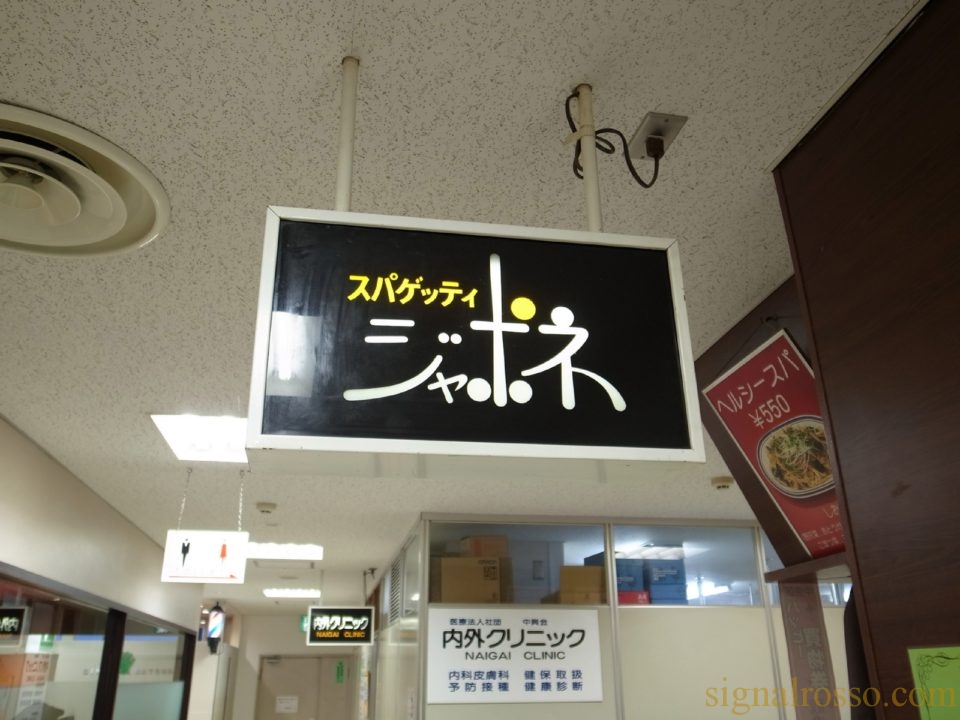 スパゲッティ
ジャポネ
ヘルシースパ
¥550
内外クリニック
NAIGAI CLINIC
医療法人社団 中興会
内外クリニック
NAIGAI CLINIC
内科皮膚科 健保取扱
予防接種 健康診断
signalrosso.com